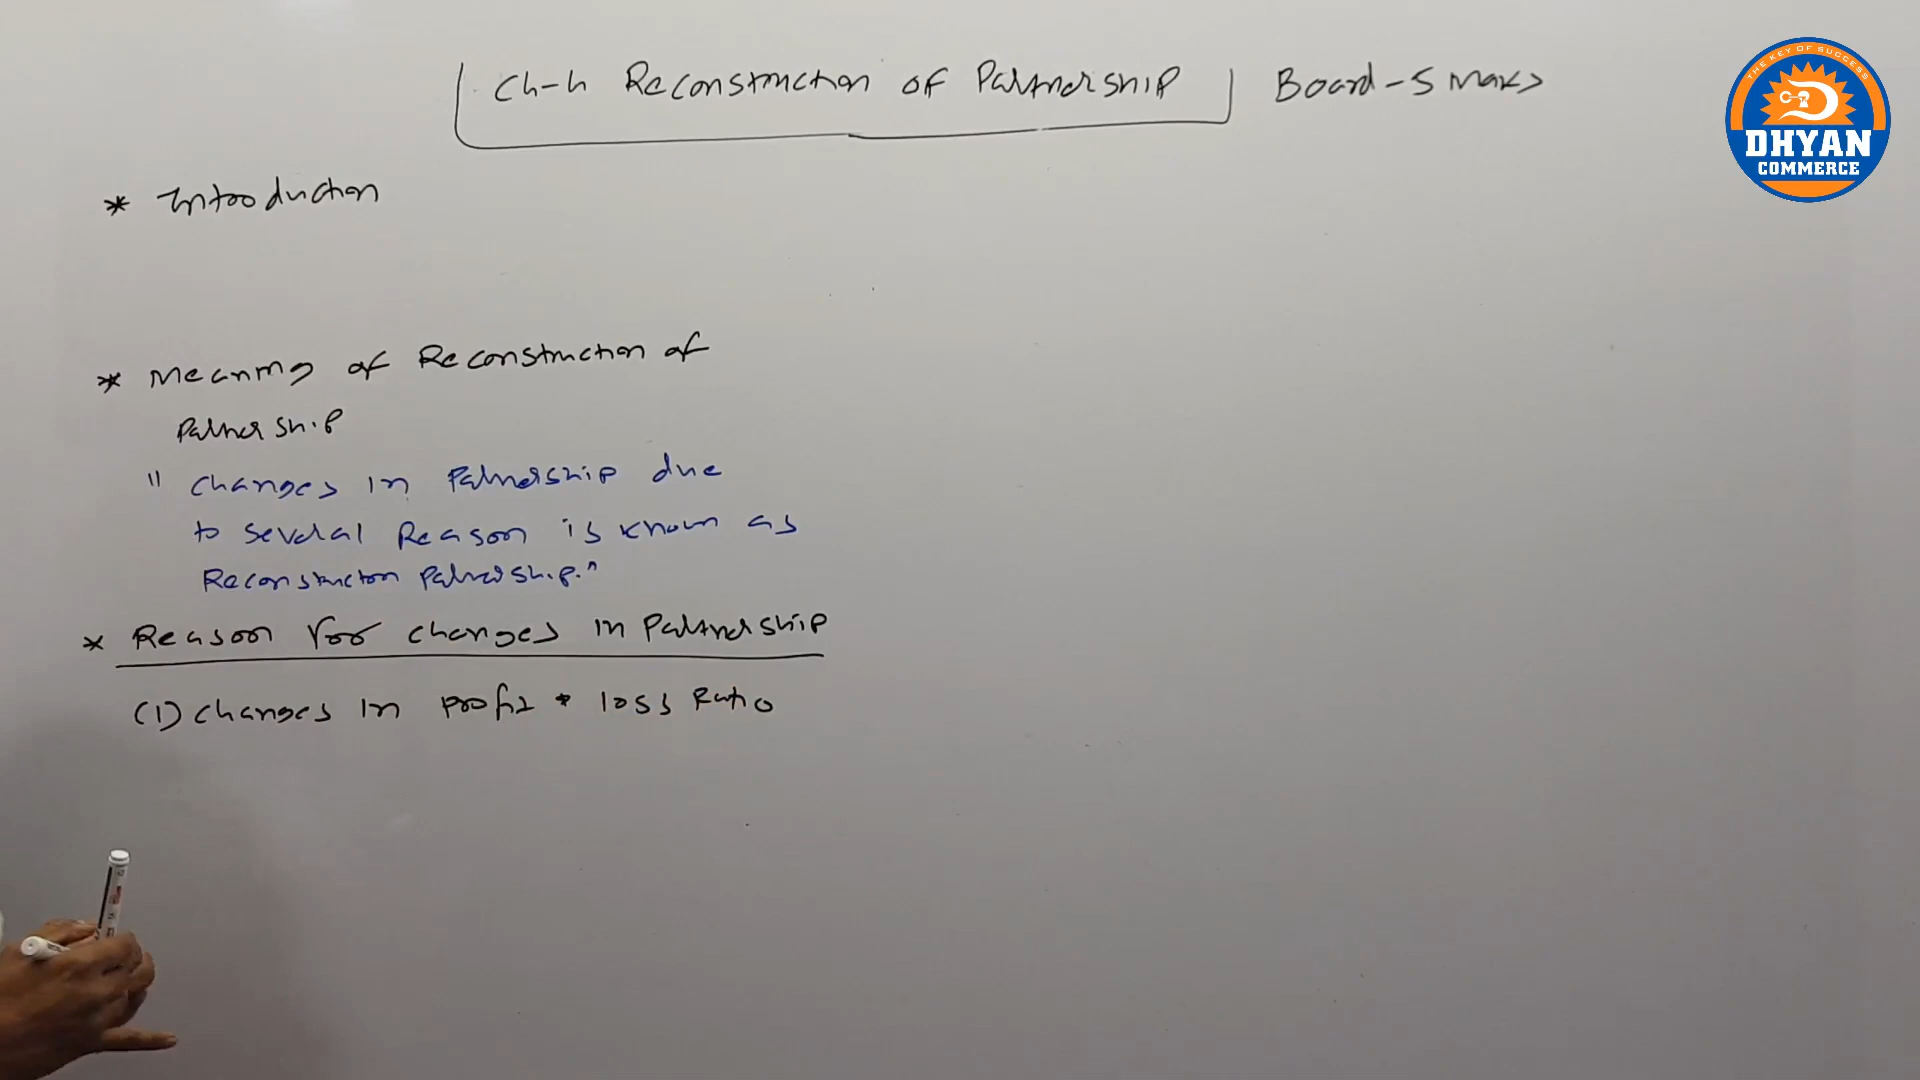 Ch-4 Reconstruction of Partnership Board-5 Marks
THE KEY OF SUCCESS
DHYAN
COMMERCE
* Introduction
* Meaning of Reconstruction of
Partnership
" Changes in Partnership due
to several Reason is known as
Reconstruction Partnership."
* Reason for changes in Partnership
(1) Changes in profit & loss Ratio